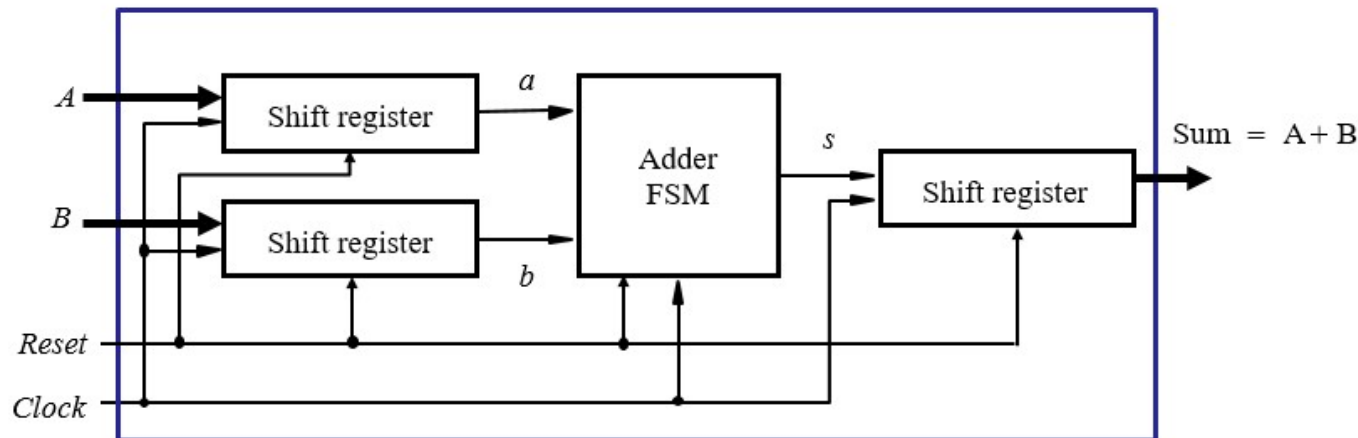 A
Shift register
a
B
Shift register
b
Adder
FSM
s
Shift register
Sum = A + B
Reset
Clock